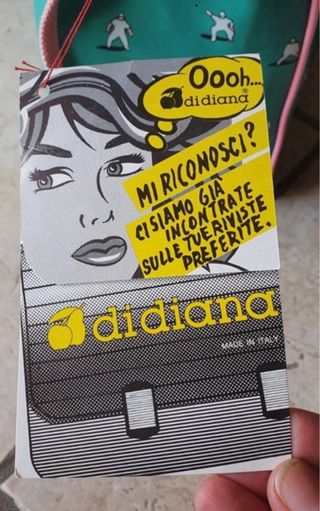 Oooh...
didiana®
MI RICONOSCI?
CI SIAMO GIÀ
INCONTRATE
SULLE TUE RIVISTE
PREFERITE.
didiana
MADE IN ITALY